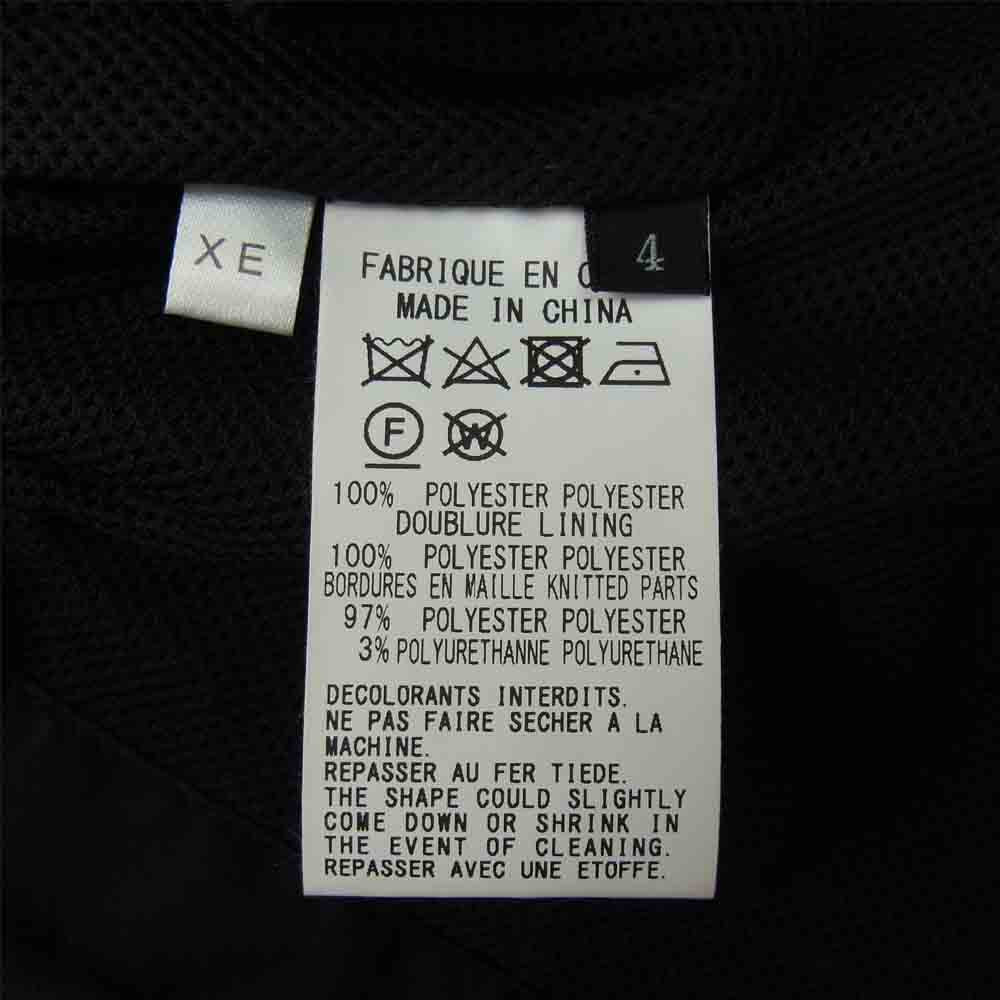 XE
4
FABRIQUE EN
MADE IN CHINA
F
W
100% POLYESTER POLYESTER
DOUBLURE LINING
100% POLYESTER POLYESTER
BORDURES EN MAILLE KNITTED PARTS
97% POLYESTER POLYESTER
3% POLYURETHANNE POLYURETHANE
DECOLORANTS INTERDITS.
NE PAS FAIRE SECHER A LA
MACHINE.
REPASSER AU FER TIEDE.
THE SHAPE COULD SLIGHTLY
COME DOWN OR SHRINK IN
THE EVENT OF CLEANING.
REPASSER AVEC UNE ETOFFE.